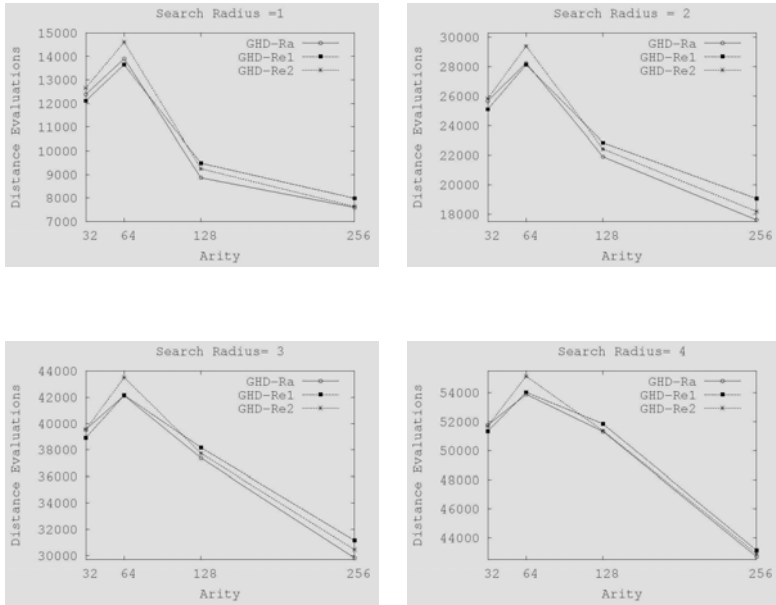 Search Radius =1
15000
14000
13000
12000
11000
10000
9000
8000
7000
Distance Evaluations
GHD-Ra
GHD-Re1
GHD-Re2
32 64 128 256
Arity
Search Radius = 2
30000
28000
26000
24000
22000
20000
18000
Distance Evaluations
GHD-Ra
GHD-Re1
GHD-Re2
32 64 128 256
Arity
Search Radius= 3
44000
42000
40000
38000
36000
34000
32000
30000
Distance Evaluations
GHD-Ra
GHD-Re1
GHD-Re2
32 64 128 256
Arity
Search Radius= 4
54000
52000
50000
48000
46000
44000
Distance Evaluations
GHD-Ra
GHD-Re1
GHD-Re2
32 64 128 256
Arity